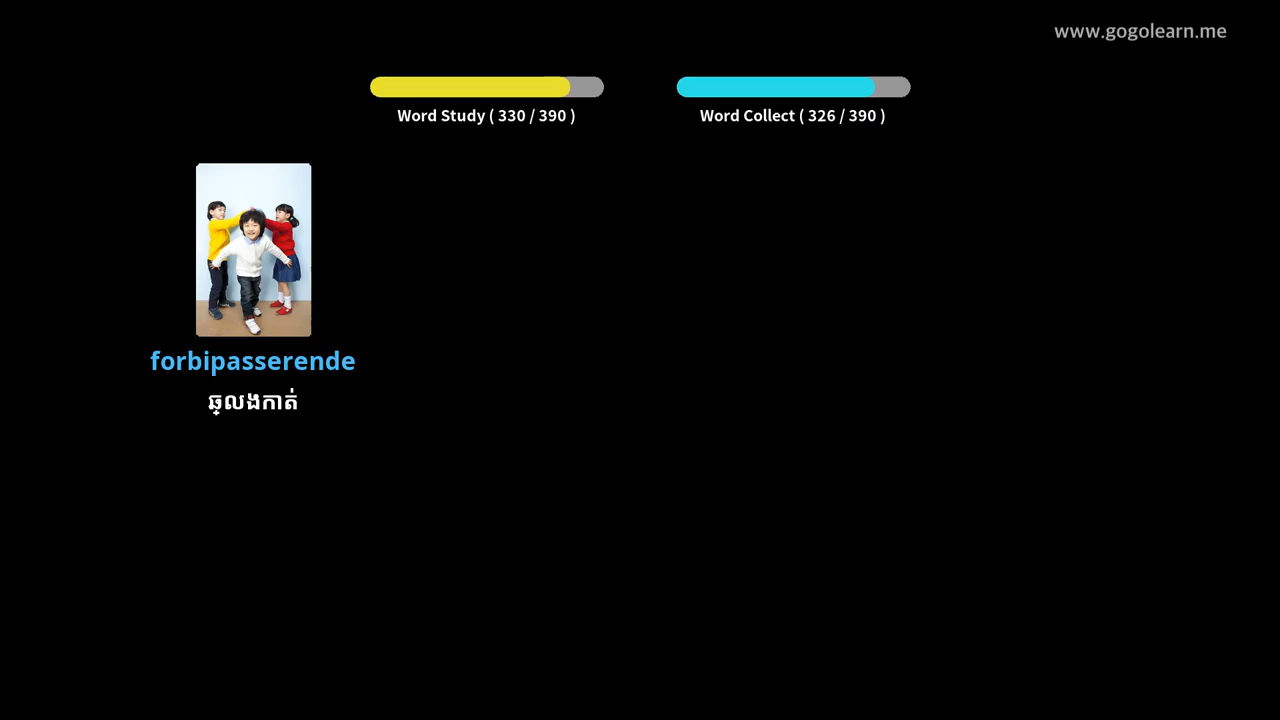 www.gogolearn.me
Word Study ( 330 / 390 )
Word Collect ( 326 / 390 )
forbipasserende
ឆ្លងកាត់